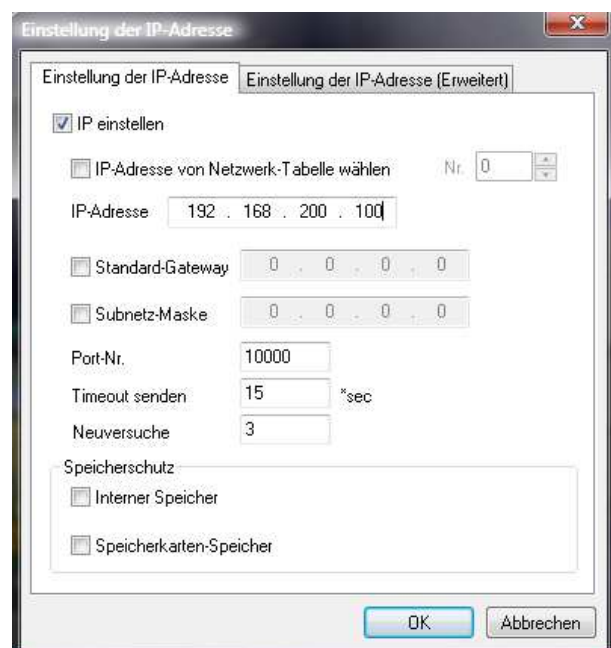 Einstellung der IP-Adresse
Einstellung der IP-Adresse Einstellung der IP-Adresse (Erweitert)
IP einstellen
IP-Adresse von Netzwerk-Tabelle wählen Nr. 0
IP-Adresse 192 . 168 . 200 . 100
Standard-Gateway 0 . 0 . 0 . 0
Subnetz-Maske 0 . 0 . 0 . 0
Port-Nr. 10000
Timeout senden 15 *sec
Neuversuche 3
Speicherschutz
Interner Speicher
Speicherkarten-Speicher
OK Abbrechen